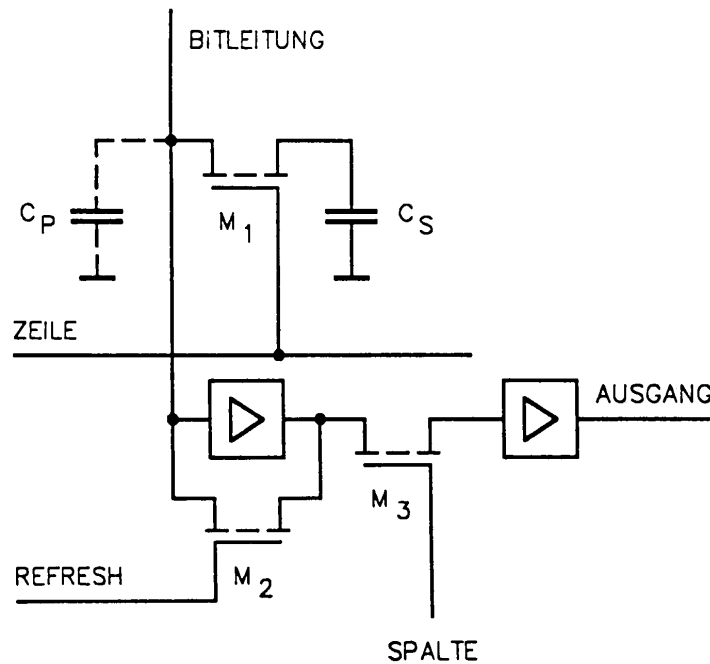 BITLEITUNG
C_P
M_1
C_S
ZEILE
AUSGANG
M_3
REFRESH
M_2
SPALTE